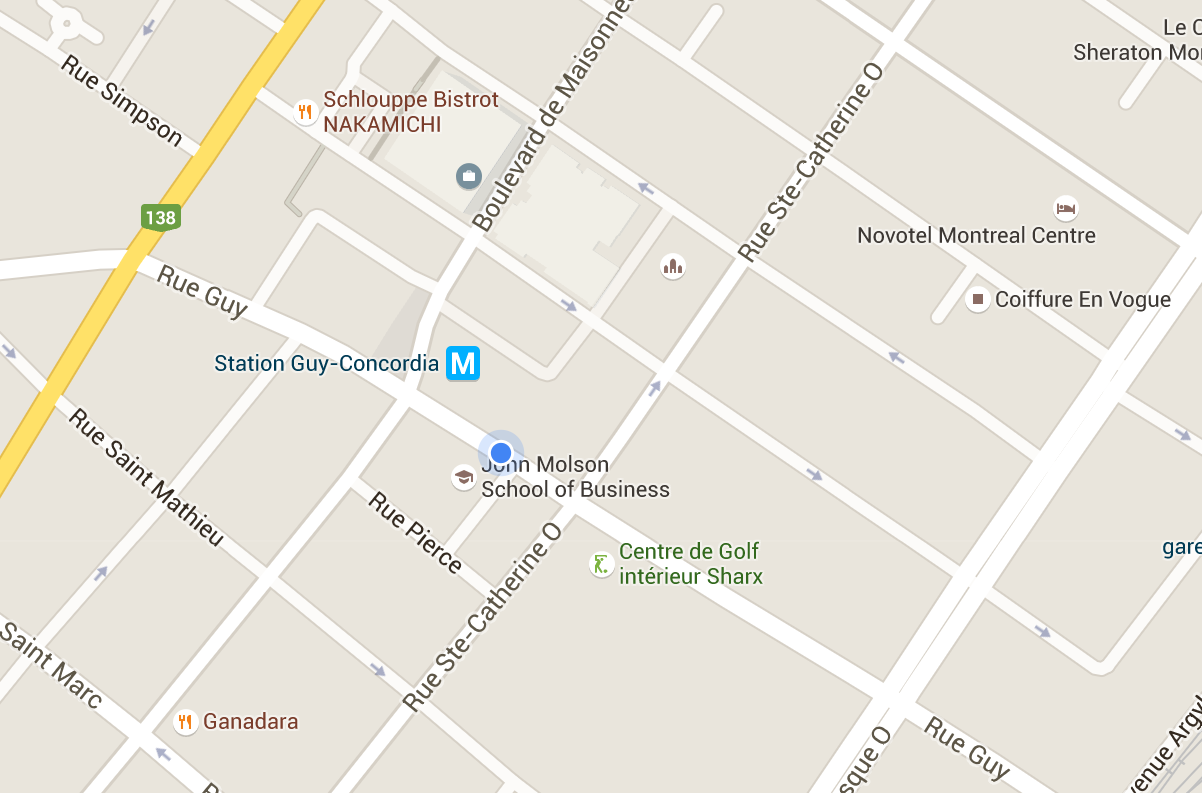 Le C
Sheraton Mo
Rue Simpson
Schlouppe Bistrot
NAKAMICHI
Boulevard de Maisonne
Rue Ste-Catherine O
138
Novotel Montreal Centre
Rue Guy
Coiffure En Vogue
Station Guy-Concordia
M
John Molson
School of Business
Rue Saint Mathieu
Rue Pierce
Centre de Golf
intérieur Sharx
gare
Rue Ste-Catherine O
Saint Marc
Ganadara
Rue Guy
sque O
venue Argyl
R